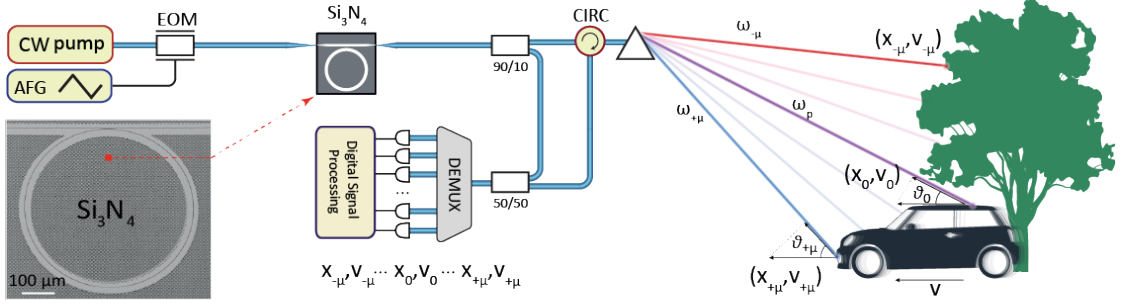 EOM
CW pump
AFG
Si₃N₄
90/10
CIRC
ω₋μ
(x₋μ,v₋μ)
ωₚ
ω₊μ
Si₃N₄
100 μm
Digital Signal
Processing
...
DEMUX
50/50
x₋μ,v₋μ... x₀,v₀ ... x₊μ,v₊μ
(x₀,v₀)
ϑ₀
ϑ₊μ
(x₊μ,v₊μ)
v